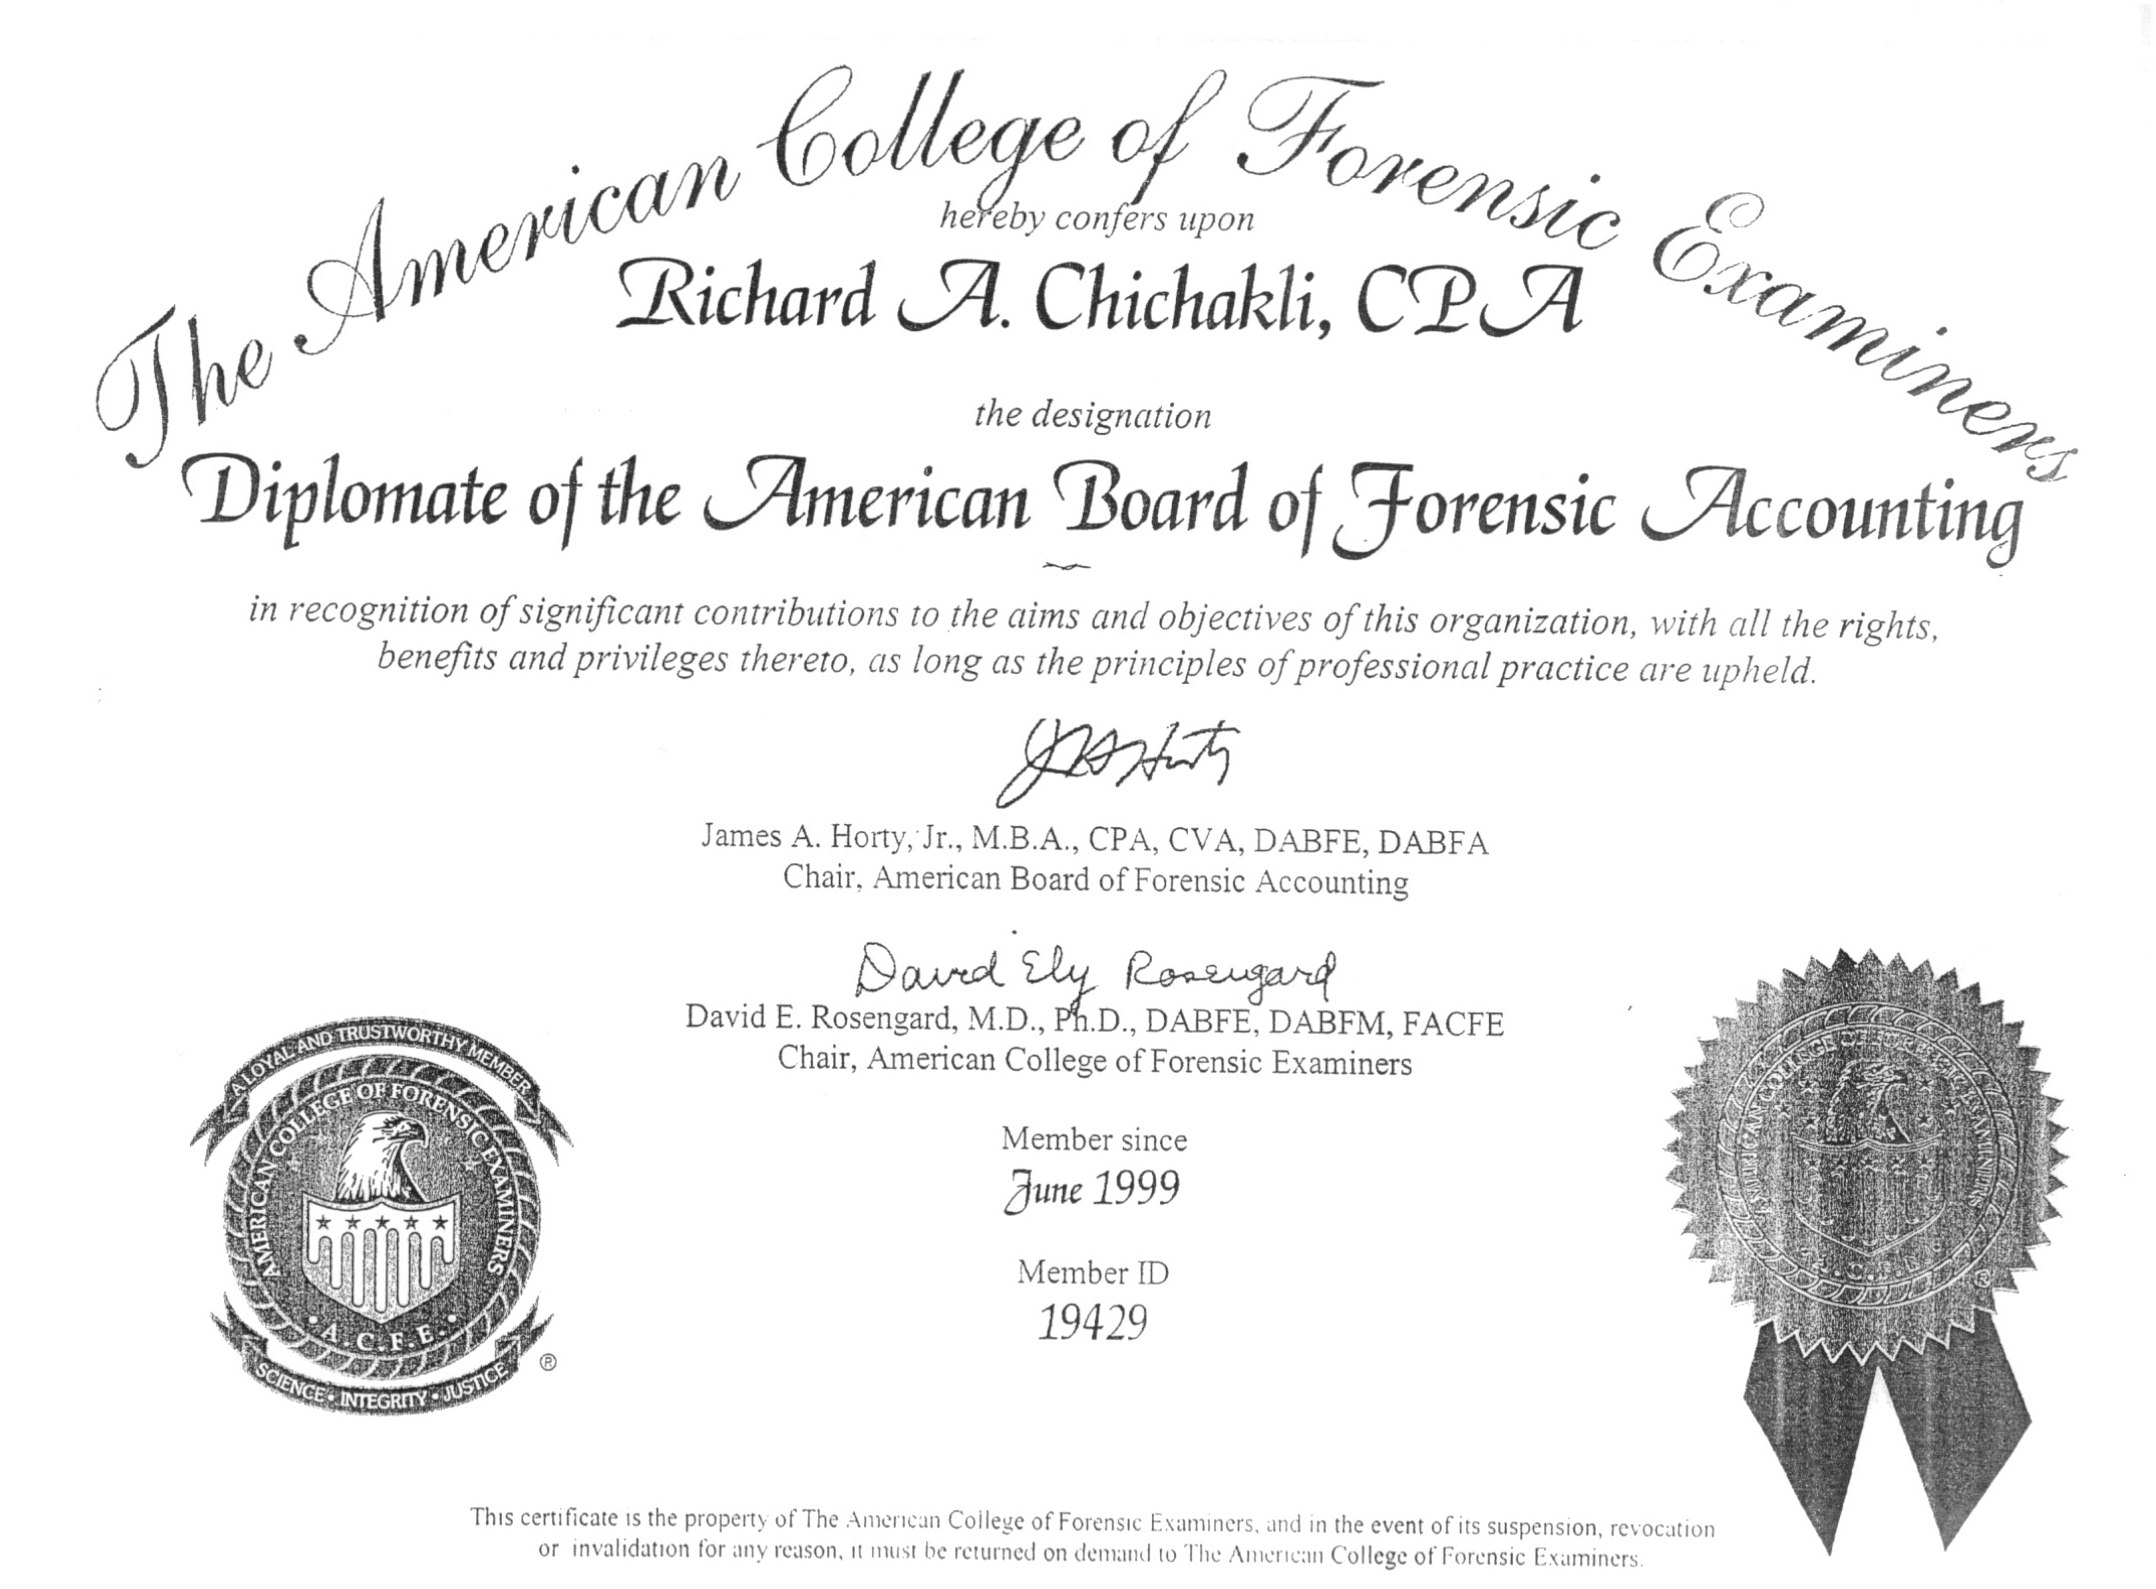 The American College of Forensic Examiners
hereby confers upon
Richard A. Chichakli, CPA
the designation
Diplomate of the American Board of Forensic Accounting
in recognition of significant contributions to the aims and objectives of this organization, with all the rights,
benefits and privileges thereto, as long as the principles of professional practice are upheld.
James A. Horty, Jr., M.B.A., CPA, CVA, DABFE, DABFA
Chair, American Board of Forensic Accounting
David Ely Rosengard
David E. Rosengard, M.D., Ph.D., DABFE, DABFM, FACFE
Chair, American College of Forensic Examiners
Member since
June 1999
Member ID
19429
A LOYAL AND TRUSTWORTHY MEMBER
AMERICAN COLLEGE OF FORENSIC EXAMINERS
• A. C. F. E. •
SCIENCE • INTEGRITY • JUSTICE
®
AMERICAN COLLEGE OF FORENSIC EXAMINERS
®
This certificate is the property of The American College of Forensic Examiners, and in the event of its suspension, revocation
or invalidation for any reason, it must be returned on demand to The American College of Forensic Examiners.